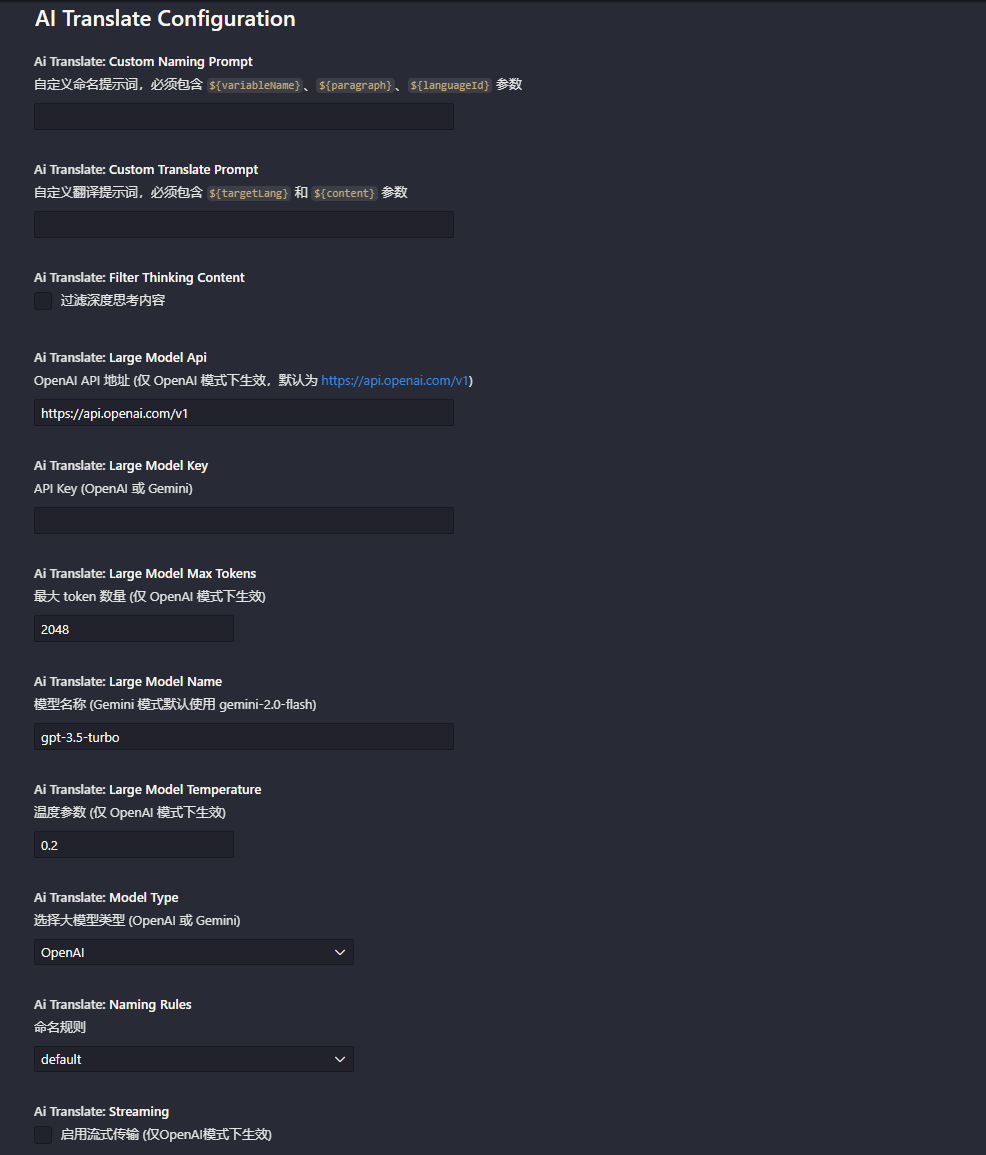 AI Translate Configuration
Ai Translate: Custom Naming Prompt
自定义命名提示词，必须包含 ${variableName}、${paragraph}、${languageId} 参数
Ai Translate: Custom Translate Prompt
自定义翻译提示词，必须包含 ${targetLang} 和 ${content} 参数
Ai Translate: Filter Thinking Content
过滤深度思考内容
Ai Translate: Large Model Api
OpenAI API 地址 (仅 OpenAI 模式下生效，默认为 https://api.openai.com/v1)
https://api.openai.com/v1
Ai Translate: Large Model Key
API Key (OpenAI 或 Gemini)
Ai Translate: Large Model Max Tokens
最大 token 数量 (仅 OpenAI 模式下生效)
2048
Ai Translate: Large Model Name
模型名称 (Gemini 模式默认使用 gemini-2.0-flash)
gpt-3.5-turbo
Ai Translate: Large Model Temperature
温度参数 (仅 OpenAI 模式下生效)
0.2
Ai Translate: Model Type
选择大模型类型 (OpenAI 或 Gemini)
OpenAI
Ai Translate: Naming Rules
命名规则
default
Ai Translate: Streaming
启用流式传输 (仅OpenAI模式下生效)